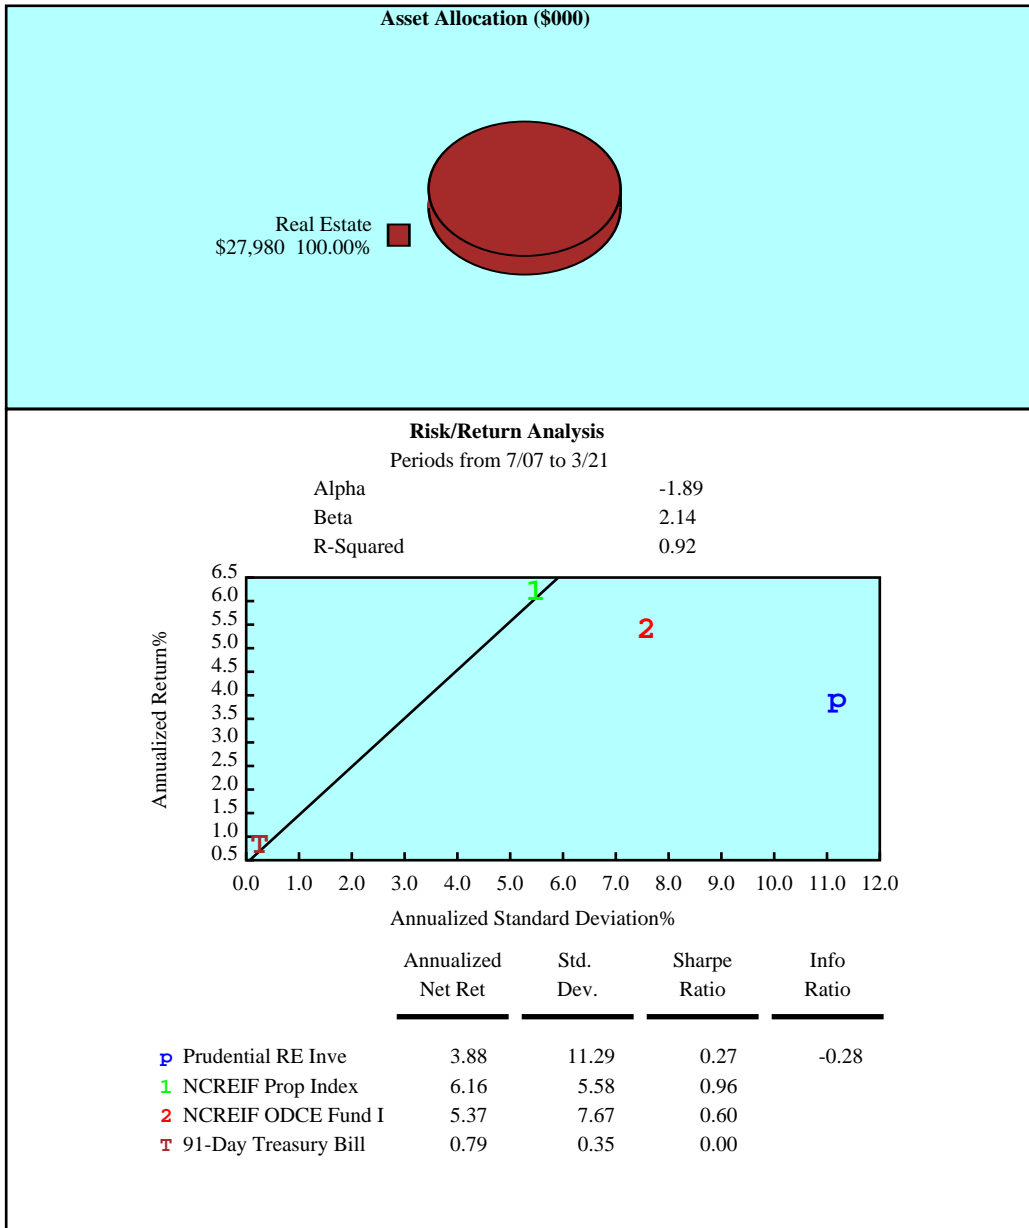 Asset Allocation ($000)
Real Estate
$27,980 100.00%
Risk/Return Analysis
Periods from 7/07 to 3/21
Alpha -1.89
Beta 2.14
R-Squared 0.92
Annualized Return%
6.5
6.0
5.5
5.0
4.5
4.0
3.5
3.0
2.5
2.0
1.5
1.0
0.5
1
2
p
T
0.0 1.0 2.0 3.0 4.0 5.0 6.0 7.0 8.0 9.0 10.0 11.0 12.0
Annualized Standard Deviation%
Annualized Std. Sharpe Info
Net Ret Dev. Ratio Ratio
p Prudential RE Inve 3.88 11.29 0.27 -0.28
1 NCREIF Prop Index 6.16 5.58 0.96
2 NCREIF ODCE Fund I 5.37 7.67 0.60
T 91-Day Treasury Bill 0.79 0.35 0.00